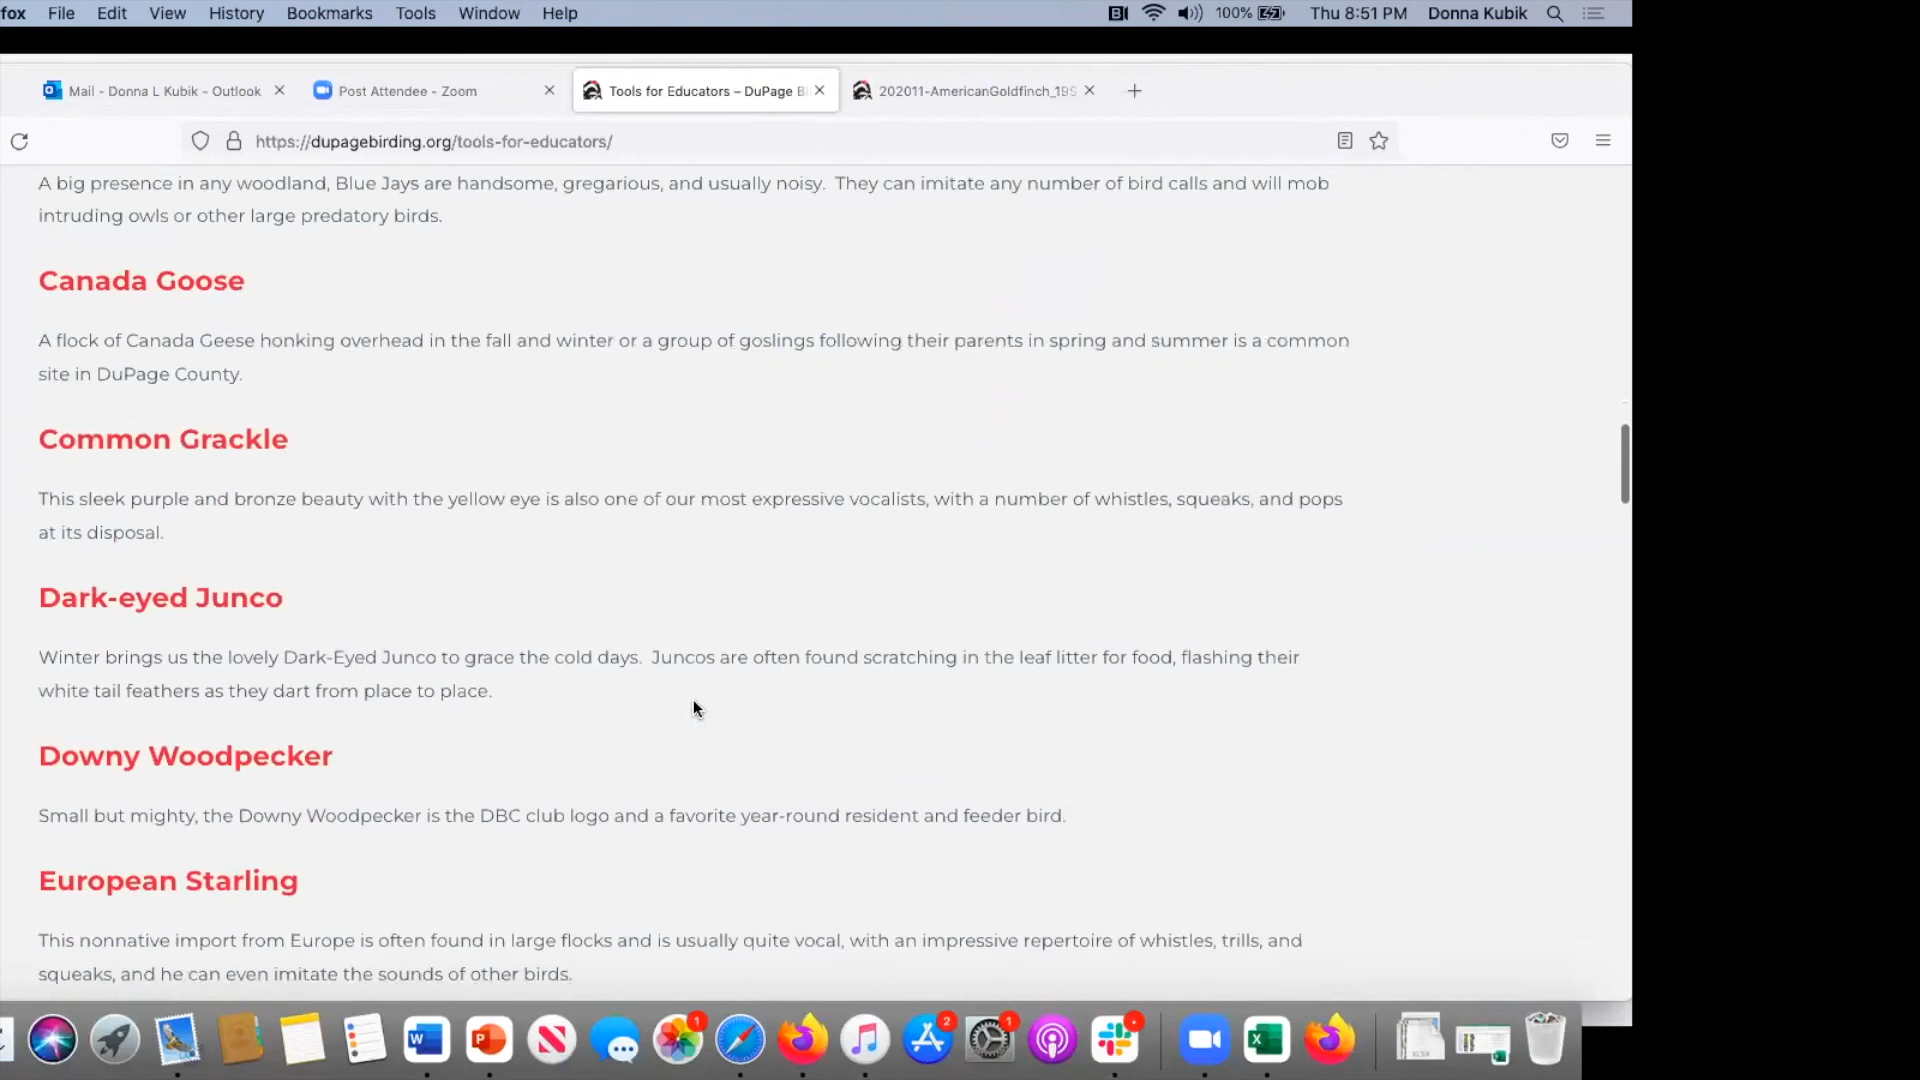 fox File Edit View History Bookmarks Tools Window Help 100% Thu 8:51 PM Donna Kubik
Mail - Donna L Kubik - Outlook Post Attendee - Zoom Tools for Educators – DuPage B 202011-AmericanGoldfinch_19S
https://dupagebirding.org/tools-for-educators/
A big presence in any woodland, Blue Jays are handsome, gregarious, and usually noisy. They can imitate any number of bird calls and will mob
intruding owls or other large predatory birds.
Canada Goose
A flock of Canada Geese honking overhead in the fall and winter or a group of goslings following their parents in spring and summer is a common
site in DuPage County.
Common Grackle
This sleek purple and bronze beauty with the yellow eye is also one of our most expressive vocalists, with a number of whistles, squeaks, and pops
at its disposal.
Dark-eyed Junco
Winter brings us the lovely Dark-Eyed Junco to grace the cold days. Juncos are often found scratching in the leaf litter for food, flashing their
white tail feathers as they dart from place to place.
Downy Woodpecker
Small but mighty, the Downy Woodpecker is the DBC club logo and a favorite year-round resident and feeder bird.
European Starling
This nonnative import from Europe is often found in large flocks and is usually quite vocal, with an impressive repertoire of whistles, trills, and
squeaks, and he can even imitate the sounds of other birds.
1 2 1
W P X XLSX